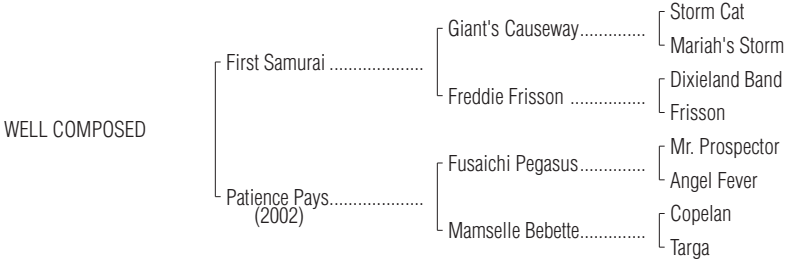 Storm Cat
Giant's Causeway..............
Mariah's Storm
First Samurai ....................
Dixieland Band
Freddie Frisson ................
Frisson
WELL COMPOSED
Mr. Prospector
Fusaichi Pegasus..............
Angel Fever
Patience Pays....................
(2002)
Copelan
Mamselle Bebette..............
Targa